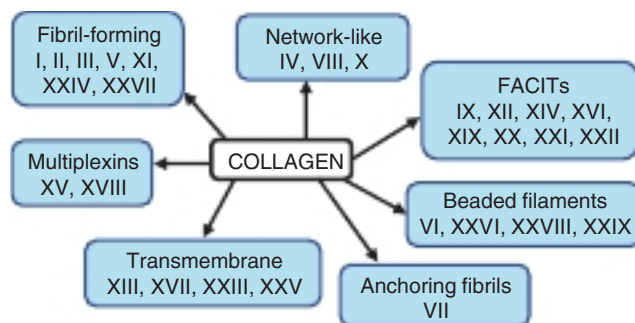 Fibril-forming
I, II, III, V, XI,
XXIV, XXVII
Network-like
IV, VIII, X
FACITs
IX, XII, XIV, XVI,
XIX, XX, XXI, XXII
Multiplexins
XV, XVIII
COLLAGEN
Beaded filaments
VI, XXVI, XXVIII, XXIX
Transmembrane
XIII, XVII, XXIII, XXV
Anchoring fibrils
VII